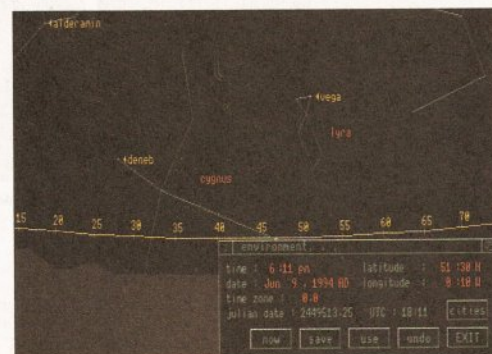 alderamin
vega
lyra
deneb
cygnus
15 20 25 30 35 40 45 50 55 60 65 70
environment. . .
time : 6:11 pm latitude : 51:30 N
date : Jun 9 , 1994 AD longitude : 0:10 W
time zone : 0.0
julian date : 2449513.25 UTC : 18:11 cities
now save use undo EXIT